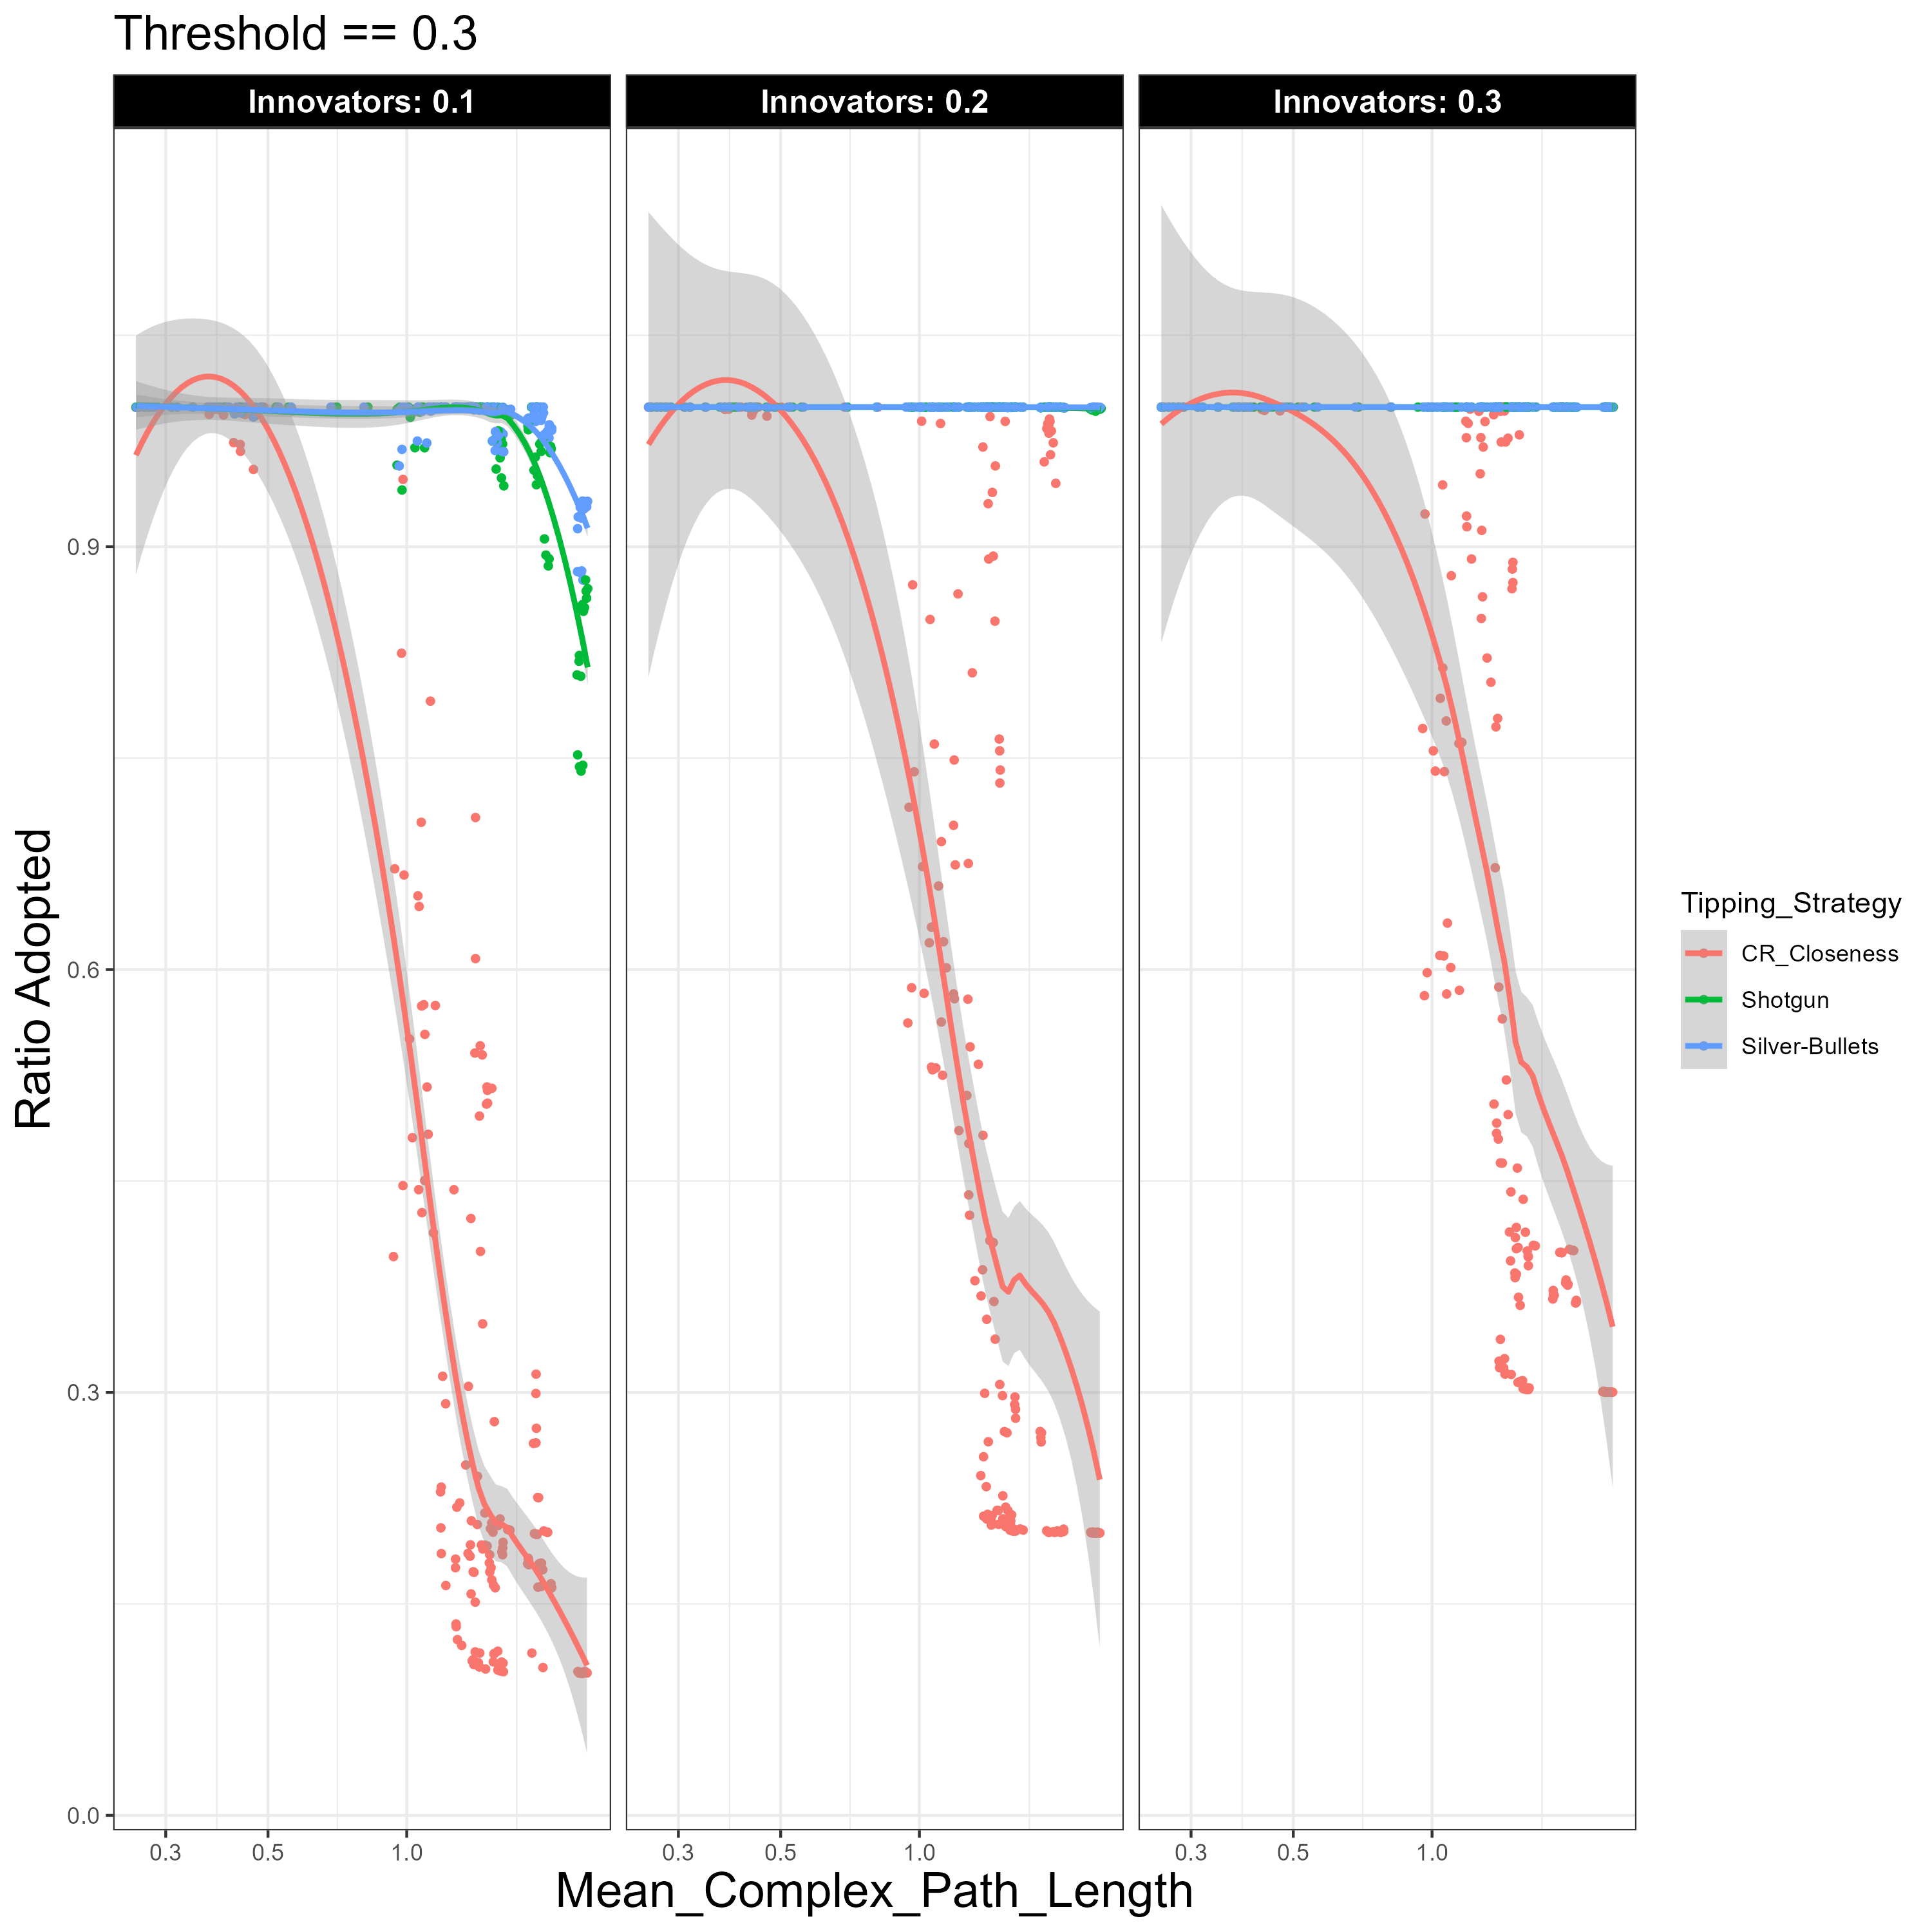 Threshold == 0.3
Innovators: 0.1
Innovators: 0.2
Innovators: 0.3
Ratio Adopted
0.9
0.6
0.3
0.0
0.3 0.5 1.0
0.3 0.5 1.0
0.3 0.5 1.0
Mean_Complex_Path_Length
Tipping_Strategy
CR_Closeness
Shotgun
Silver-Bullets